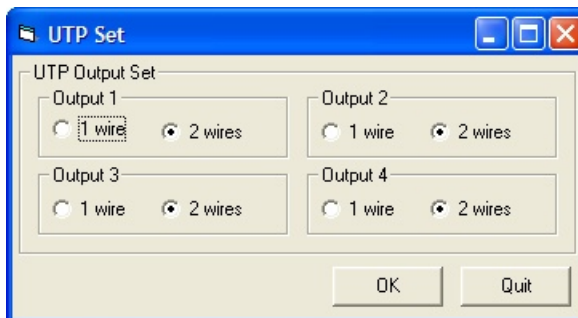 UTP Set
UTP Output Set
Output 1
1 wire 2 wires
Output 2
1 wire 2 wires
Output 3
1 wire 2 wires
Output 4
1 wire 2 wires
OK Quit